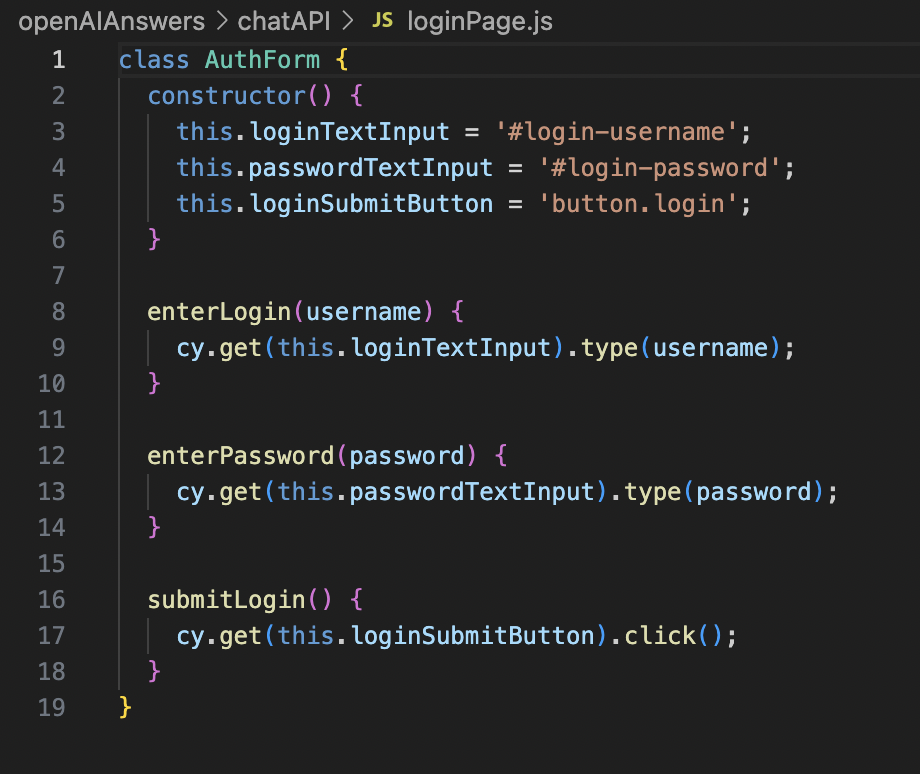 openAIAnswers > chatAPI > JS loginPage.js
1 class AuthForm {
2   constructor() {
3     this.loginTextInput = '#login-username';
4     this.passwordTextInput = '#login-password';
5     this.loginSubmitButton = 'button.login';
6   }
7
8   enterLogin(username) {
9     cy.get(this.loginTextInput).type(username);
10   }
11
12   enterPassword(password) {
13     cy.get(this.passwordTextInput).type(password);
14   }
15
16   submitLogin() {
17     cy.get(this.loginSubmitButton).click();
18   }
19 }